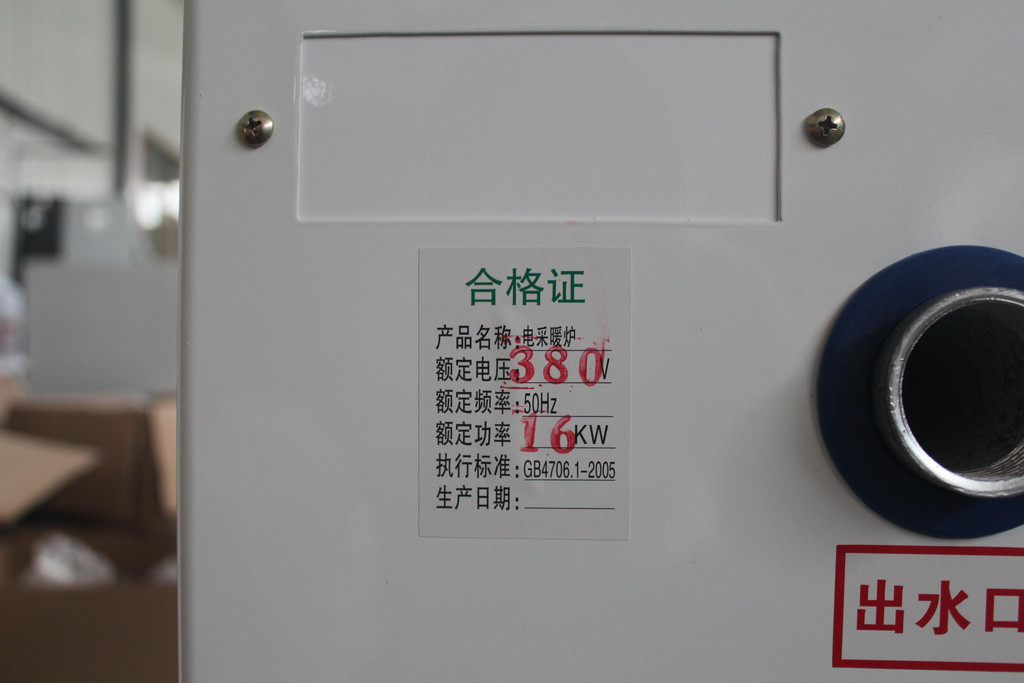 合格证
产品名称:电采暖炉
额定电压:380V
额定频率:50Hz
额定功率 16KW
执行标准:GB4706.1-2005
生产日期:
出水口